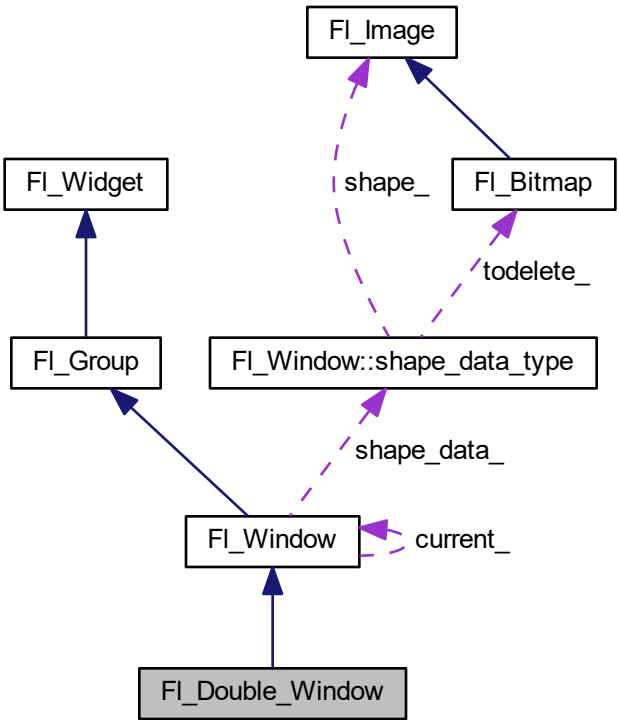 Fl_Image
Fl_Widget
shape_
Fl_Bitmap
todelete_
Fl_Group
Fl_Window::shape_data_type
shape_data_
Fl_Window
current_
Fl_Double_Window